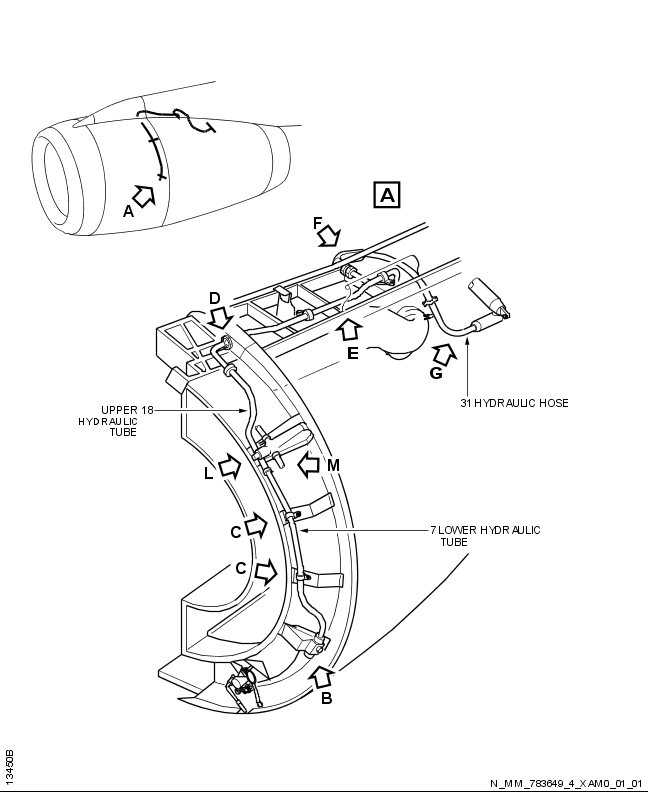 A
A
F
D
E
G
31 HYDRAULIC HOSE
UPPER 18
HYDRAULIC
TUBE
L
M
C
7 LOWER HYDRAULIC
TUBE
C
B
13450B
N_MM_783649_4_XAM0_01_01